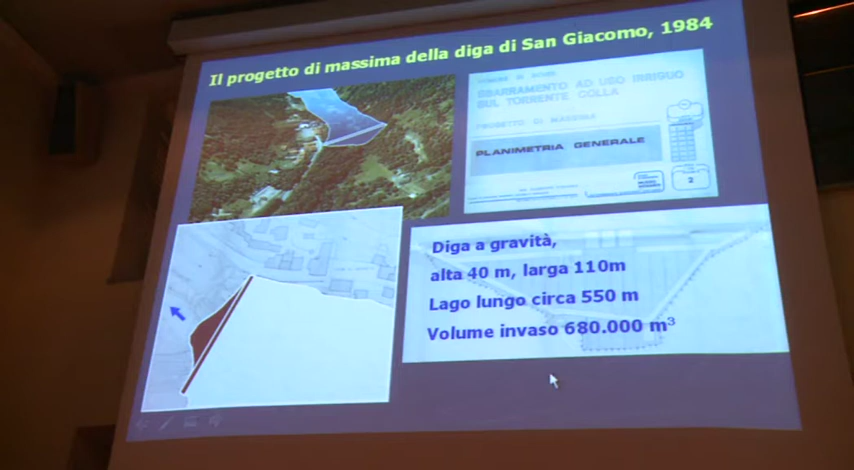 Il progetto di massima della diga di San Giacomo, 1984
SBARRAMENTO AD USO IRRIGUO
SUL TORRENTE COLLA
PROGETTO DI MASSIMA
PLANIMETRIA GENERALE
2
Diga a gravità,
alta 40 m, larga 110m
Lago lungo circa 550 m
Volume invaso 680.000 m³